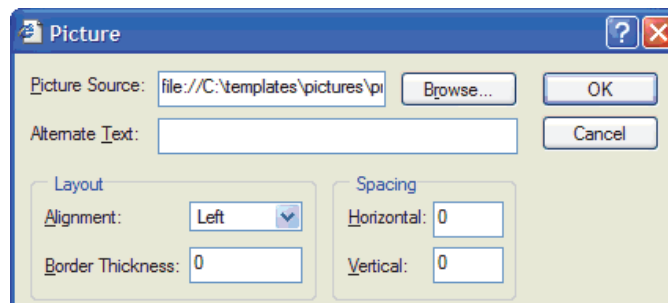 Picture
Picture Source: file://C:\templates\pictures\pr Browse... OK
Alternate Text: Cancel
Layout Spacing
Alignment: Left Horizontal: 0
Border Thickness: 0 Vertical: 0